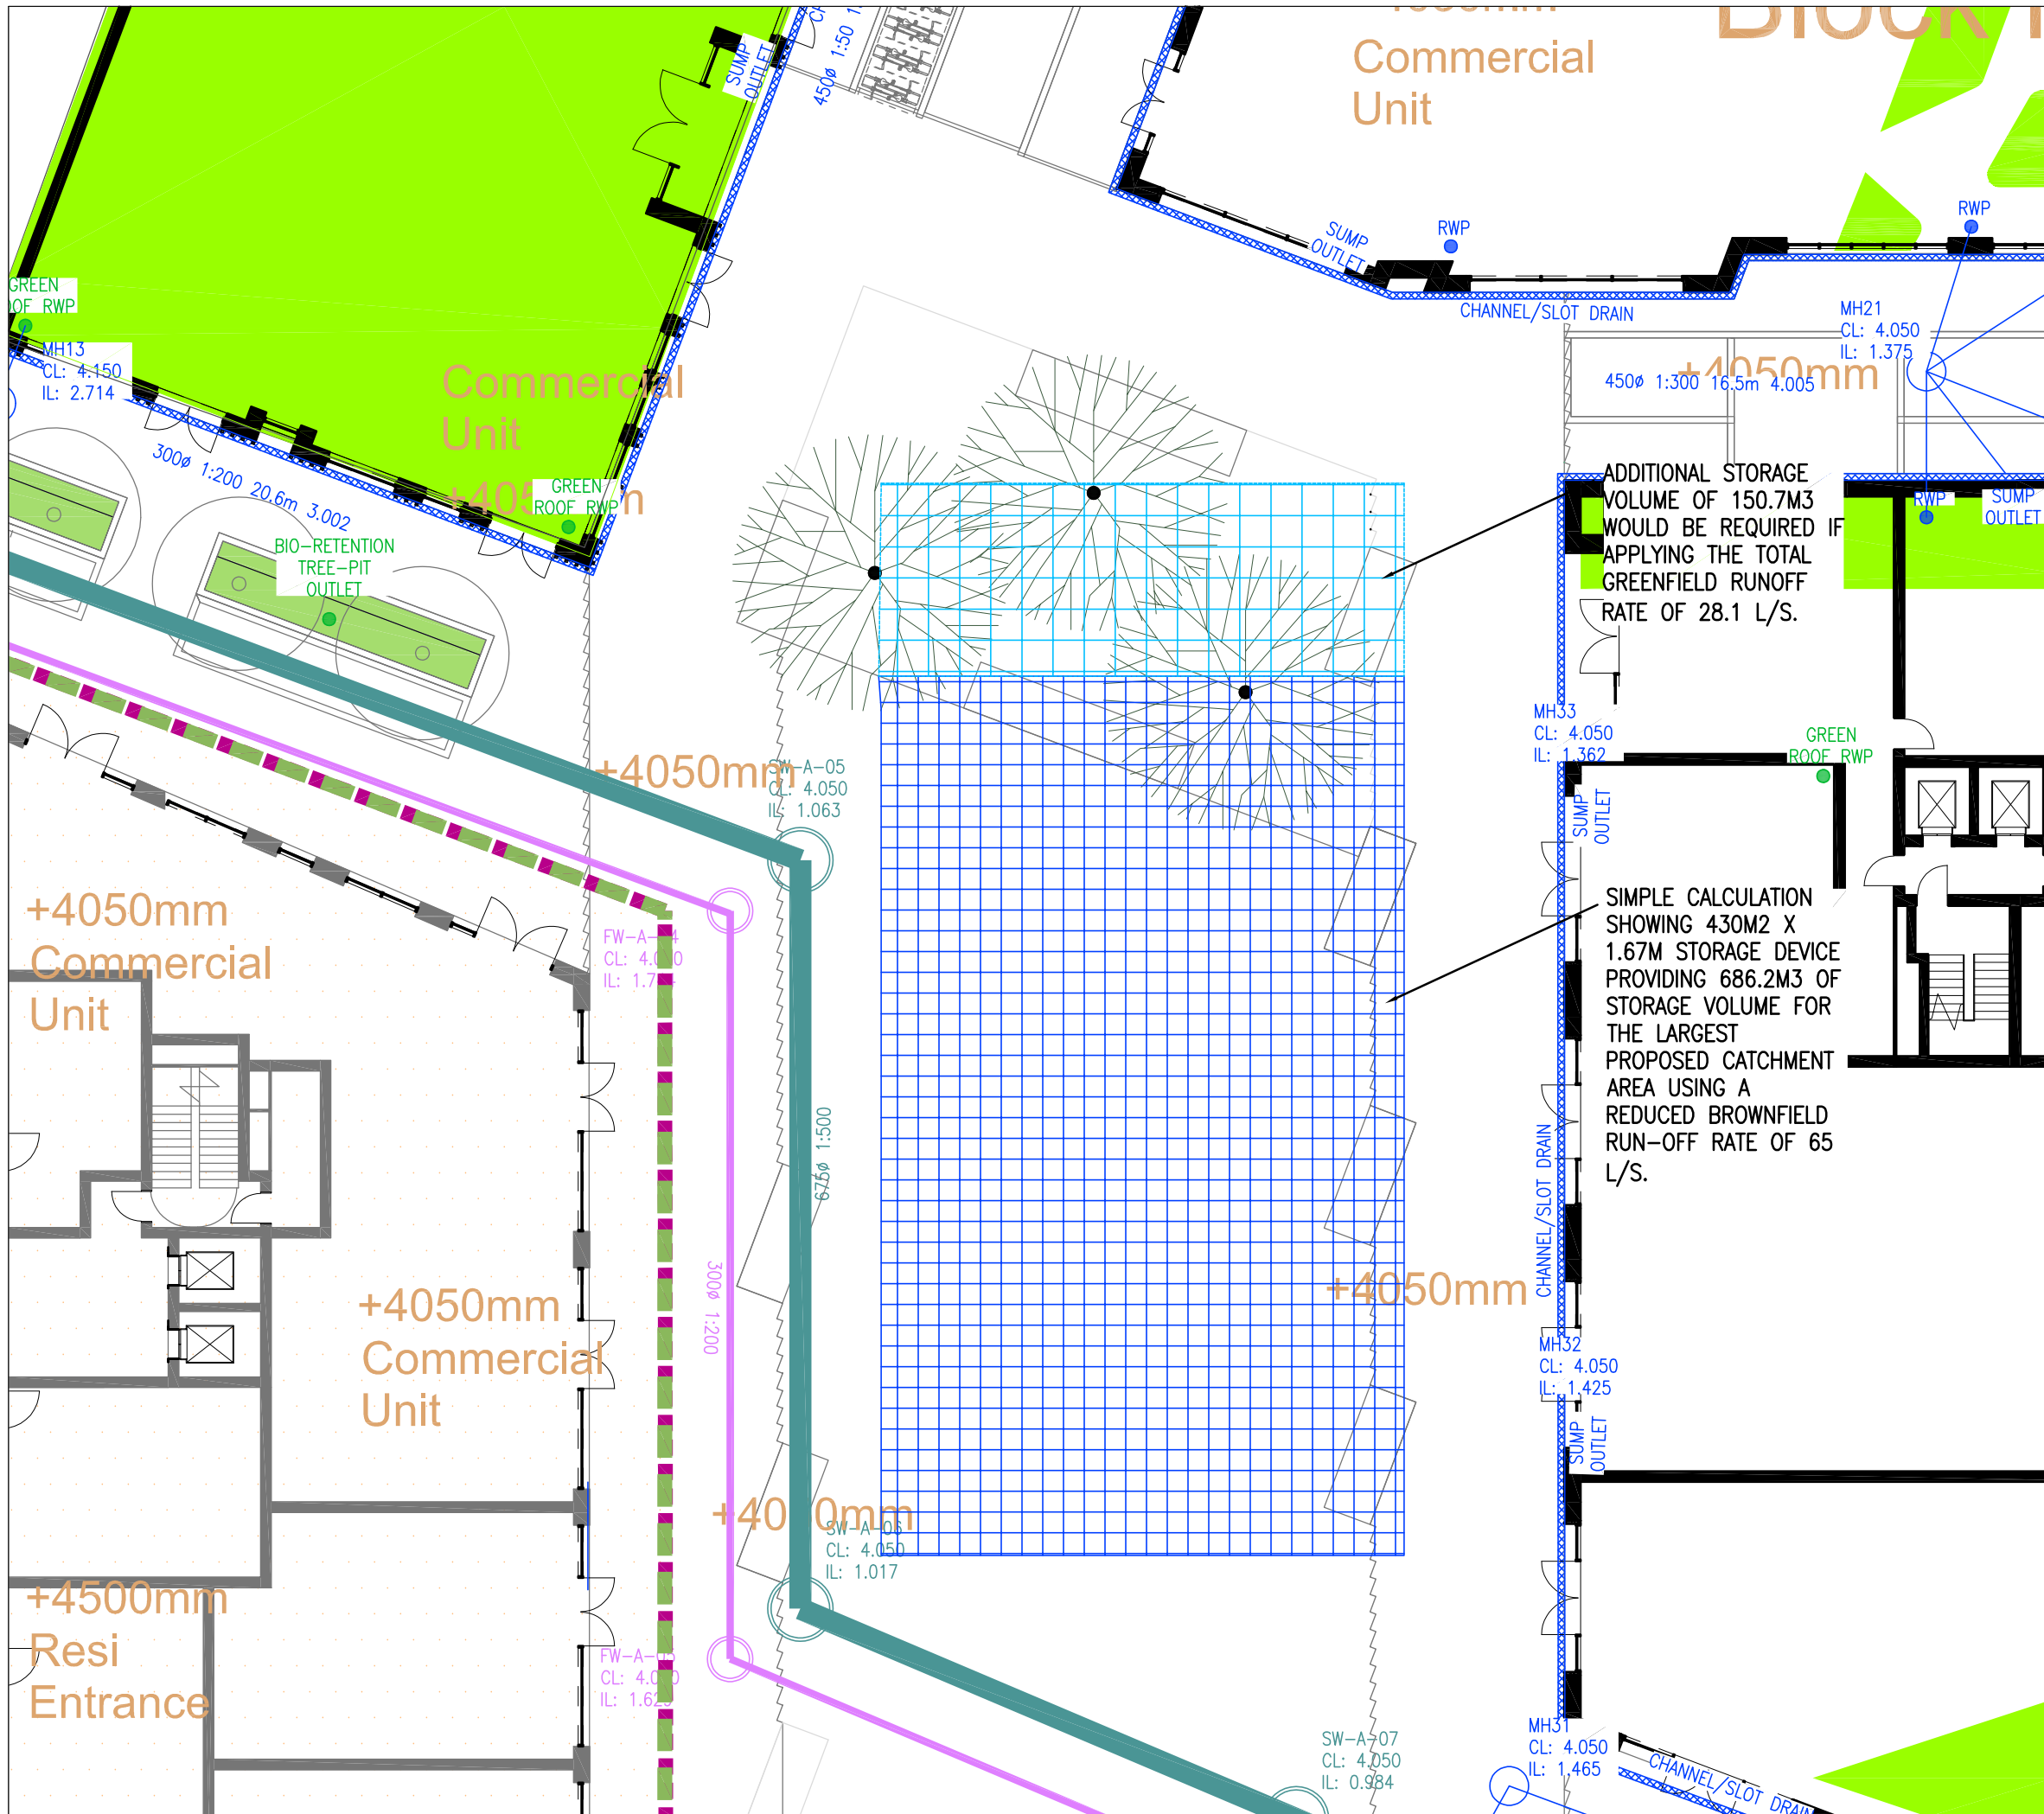 Commercial
Unit
SUMP
OUTLET
450ø 1:50
RWP
RWP
SUMP
OUTLET
CHANNEL/SLOT DRAIN
GREEN
ROOF RWP
MH13
CL: 4.150
IL: 2.714
Commercial
Unit
GREEN
ROOF RWP
300ø 1:200 20.6m 3.002
BIO-RETENTION
TREE-PIT
OUTLET
MH21
CL: 4.050
IL: 1.375
+4050mm
450ø 1:300 16.5m 4.005
ADDITIONAL STORAGE
VOLUME OF 150.7M3
WOULD BE REQUIRED IF
APPLYING THE TOTAL
GREENFIELD RUNOFF
RATE OF 28.1 L/S.
RWP
SUMP
OUTLET
MH33
CL: 4.050
IL: 1.362
GREEN
ROOF RWP
SUMP
OUTLET
+4050mm
SW-A-05
CL: 4.050
IL: 1.063
+4050mm
Commercial
Unit
CL:
IL:
SIMPLE CALCULATION
SHOWING 430M2 X
1.67M STORAGE DEVICE
PROVIDING 686.2M3 OF
STORAGE VOLUME FOR
THE LARGEST
PROPOSED CATCHMENT
AREA USING A
REDUCED BROWNFIELD
RUN-OFF RATE OF 65
L/S.
675ø 1:500
300ø 1:200
CHANNEL/SLOT DRAIN
+4050mm
+4050mm
Commercial
Unit
MH32
CL: 4.050
IL: 1.425
SUMP
OUTLET
SW-A-06
CL: 4.050
IL: 1.017
+4500mm
Resi
Entrance
CL:
IL:
SW-A-07
CL: 4.050
IL: 0.984
MH31
CL: 4.050
IL: 1.465
CHANNEL/SLOT DRAIN